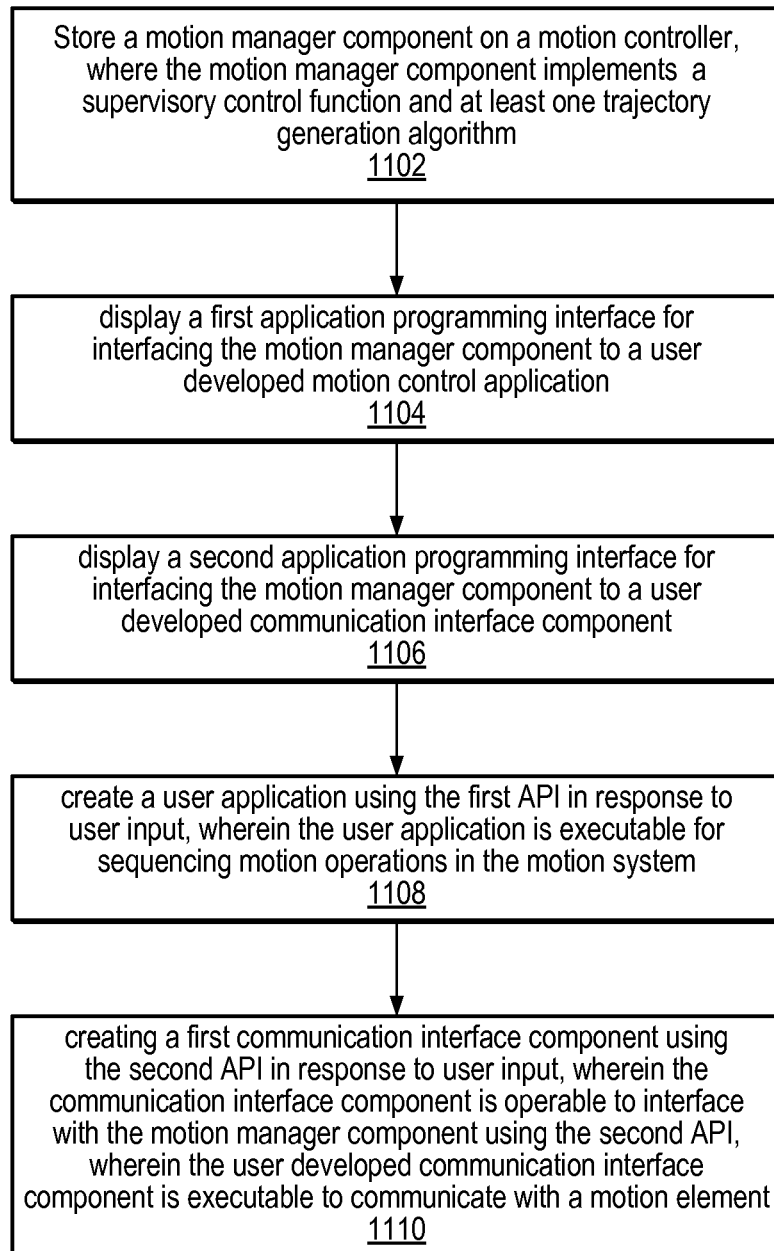 Store a motion manager component on a motion controller,
where the motion manager component implements a
supervisory control function and at least one trajectory
generation algorithm
1102
display a first application programming interface for
interfacing the motion manager component to a user
developed motion control application
1104
display a second application programming interface for
interfacing the motion manager component to a user
developed communication interface component
1106
create a user application using the first API in response to
user input, wherein the user application is executable for
sequencing motion operations in the motion system
1108
creating a first communication interface component using
the second API in response to user input, wherein the
communication interface component is operable to interface
with the motion manager component using the second API,
wherein the user developed communication interface
component is executable to communicate with a motion element
1110